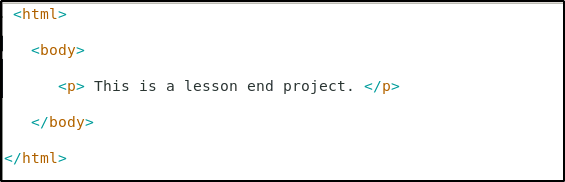 <html>
<body>
<p> This is a lesson end project. </p>
</body>
</html>